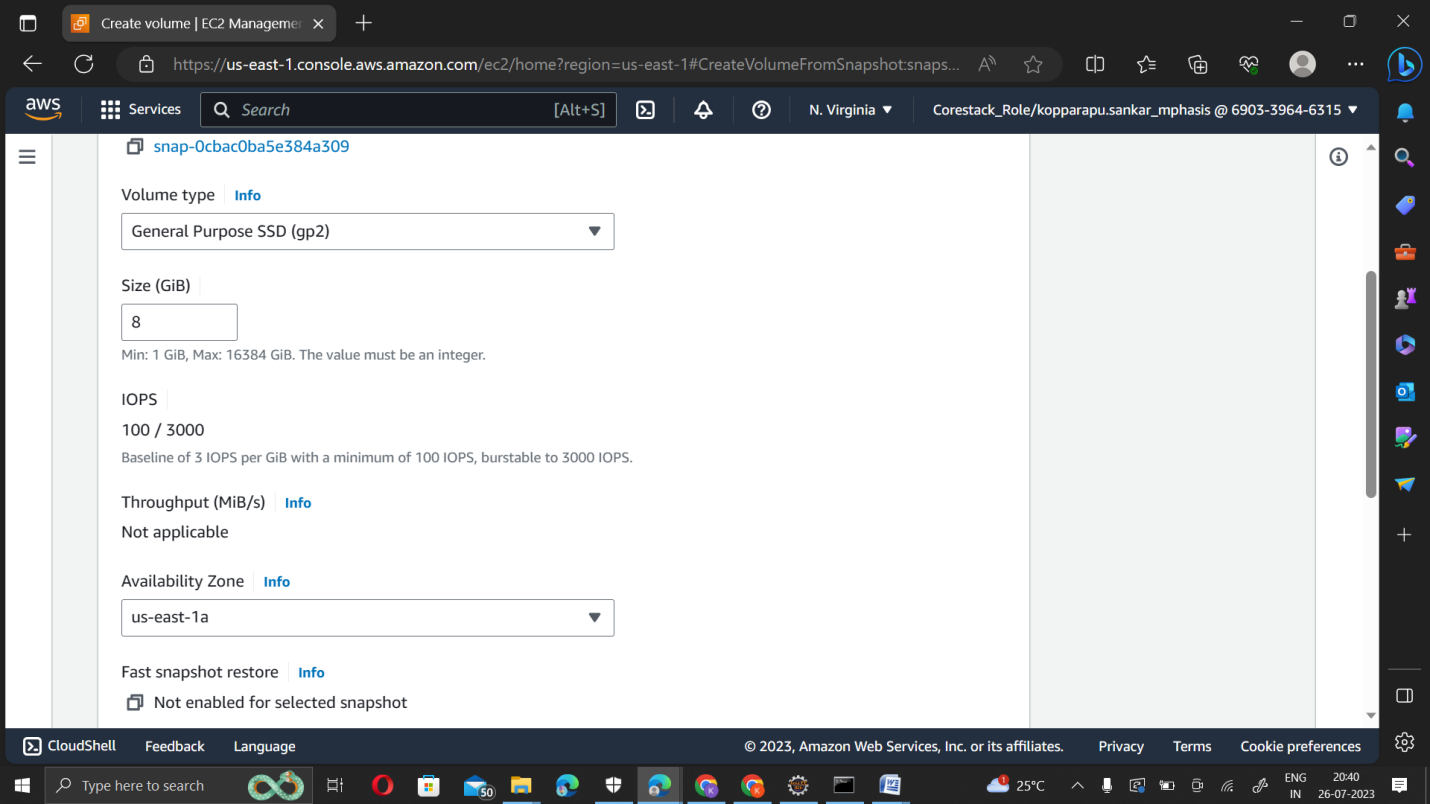 Create volume | EC2 Managemer
https://us-east-1.console.aws.amazon.com/ec2/home?region=us-east-1#CreateVolumeFromSnapshot:snaps...
aws
Services
Search
[Alt+S]
N. Virginia
Corestack_Role/kopparapu.sankar_mphasis @ 6903-3964-6315
snap-0cbac0ba5e384a309
Volume type Info
General Purpose SSD (gp2)
Size (GiB)
8
Min: 1 GiB, Max: 16384 GiB. The value must be an integer.
IOPS
100 / 3000
Baseline of 3 IOPS per GiB with a minimum of 100 IOPS, burstable to 3000 IOPS.
Throughput (MiB/s) Info
Not applicable
Availability Zone Info
us-east-1a
Fast snapshot restore Info
Not enabled for selected snapshot
CloudShell Feedback Language
© 2023, Amazon Web Services, Inc. or its affiliates. Privacy Terms Cookie preferences
Type here to search
50
1
25°C
ENG
IN
20:40
26-07-2023